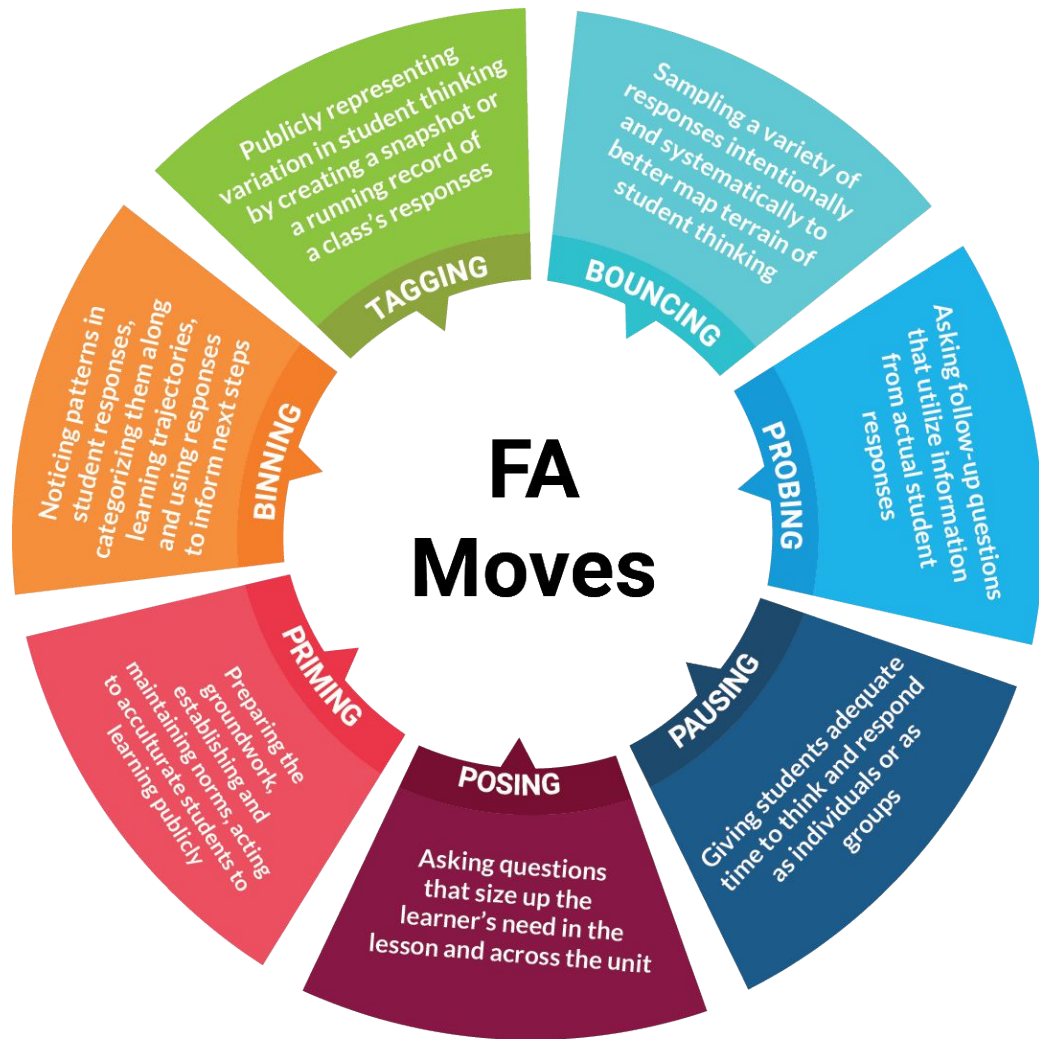 FA
Moves
TAGGING
Publicly representing
variation in student thinking
by creating a snapshot or
a running record of
a class's responses
BOUNCING
Sampling a variety of
responses intentionally
and systematically to
better map terrain of
student thinking
PROBING
Asking follow-up questions
that utilize information
from actual student
responses
PAUSING
Giving students adequate
time to think and respond
as individuals or as
groups
POSING
Asking questions
that size up the
learner's need in the
lesson and across the unit
PRIMING
Preparing the
groundwork,
establishing and
maintaining norms, acting
to acculturate students to
learning publicly
BINNING
Noticing patterns in
student responses,
categorizing them along
learning trajectories,
and using responses
to inform next steps